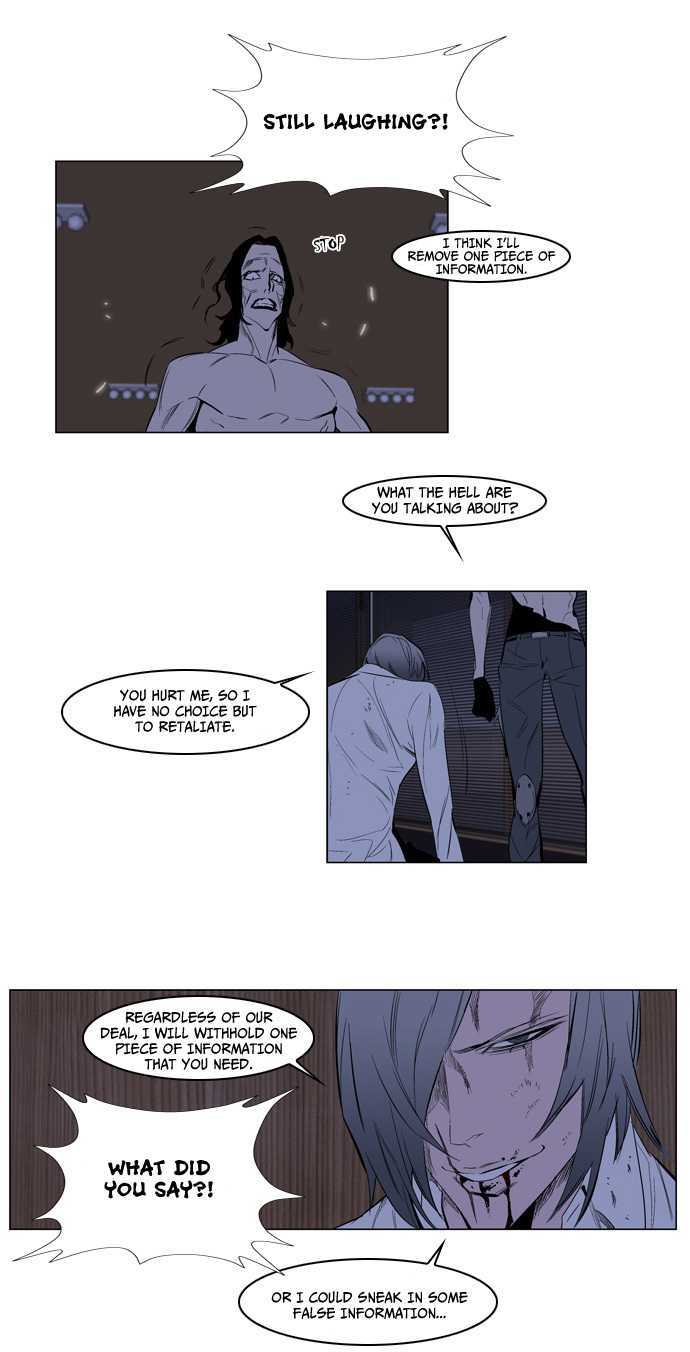 STILL LAUGHING?!
STOP
I THINK I'LL
REMOVE ONE PIECE OF
INFORMATION.
WHAT THE HELL ARE
YOU TALKING ABOUT?
YOU HURT ME, SO I
HAVE NO CHOICE BUT
TO RETALIATE.
REGARDLESS OF OUR
DEAL, I WILL WITHHOLD ONE
PIECE OF INFORMATION
THAT YOU NEED.
WHAT DID
YOU SAY?!
OR I COULD SNEAK IN SOME
FALSE INFORMATION...